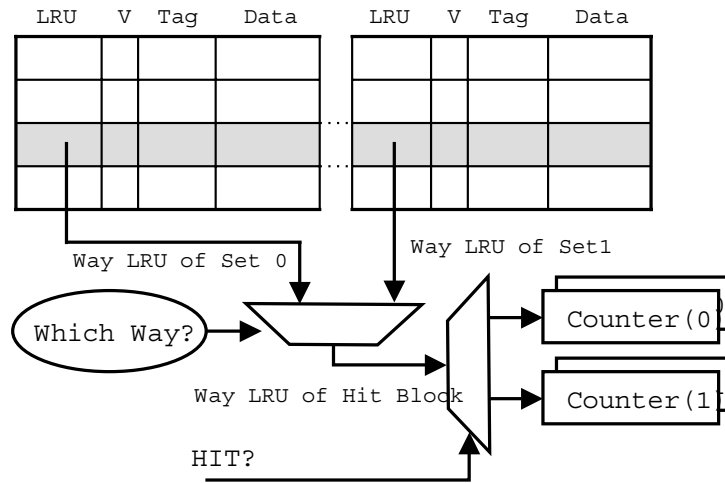 LRU V Tag Data LRU V Tag Data
Way LRU of Set 0
Way LRU of Set1
Which Way?
Counter(0)
Way LRU of Hit Block
Counter(1)
HIT?